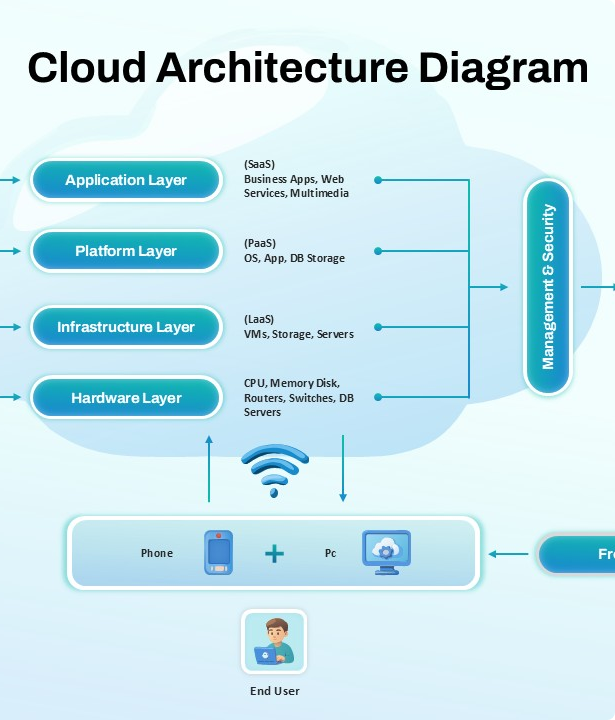 Cloud Architecture Diagram
Application Layer
(SaaS)
Business Apps, Web
Services, Multimedia
Platform Layer
(PaaS)
OS, App, DB Storage
Infrastructure Layer
(LaaS)
VMs, Storage, Servers
Hardware Layer
CPU, Memory Disk,
Routers, Switches, DB
Servers
Management & Security
Phone
Pc
End User